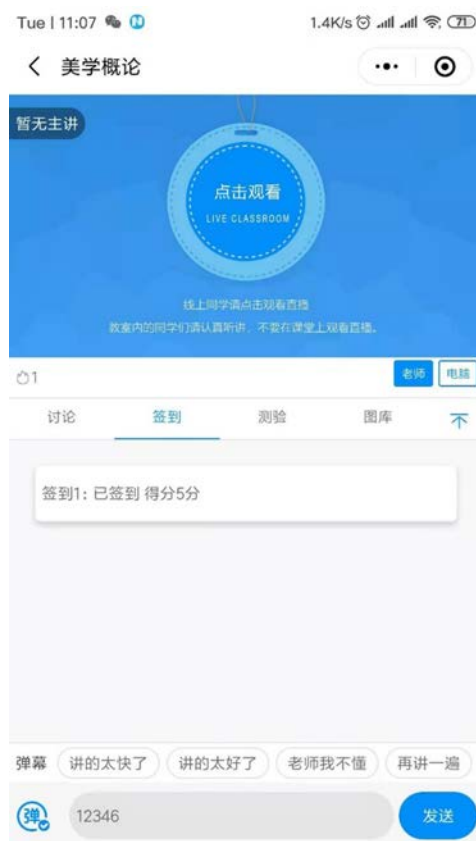 Tue | 11:07
1.4K/s
71
美学概论
暂无主讲
点击观看
LIVE CLASSROOM
线上同学请点击观看直播
教室内的同学们请认真听讲，不要在课堂上观看直播。
1
老师
电脑
讨论
签到
测验
图库
签到1: 已签到 得分5分
弹幕
讲的太快了
讲的太好了
老师我不懂
再讲一遍
弹
12346
发送